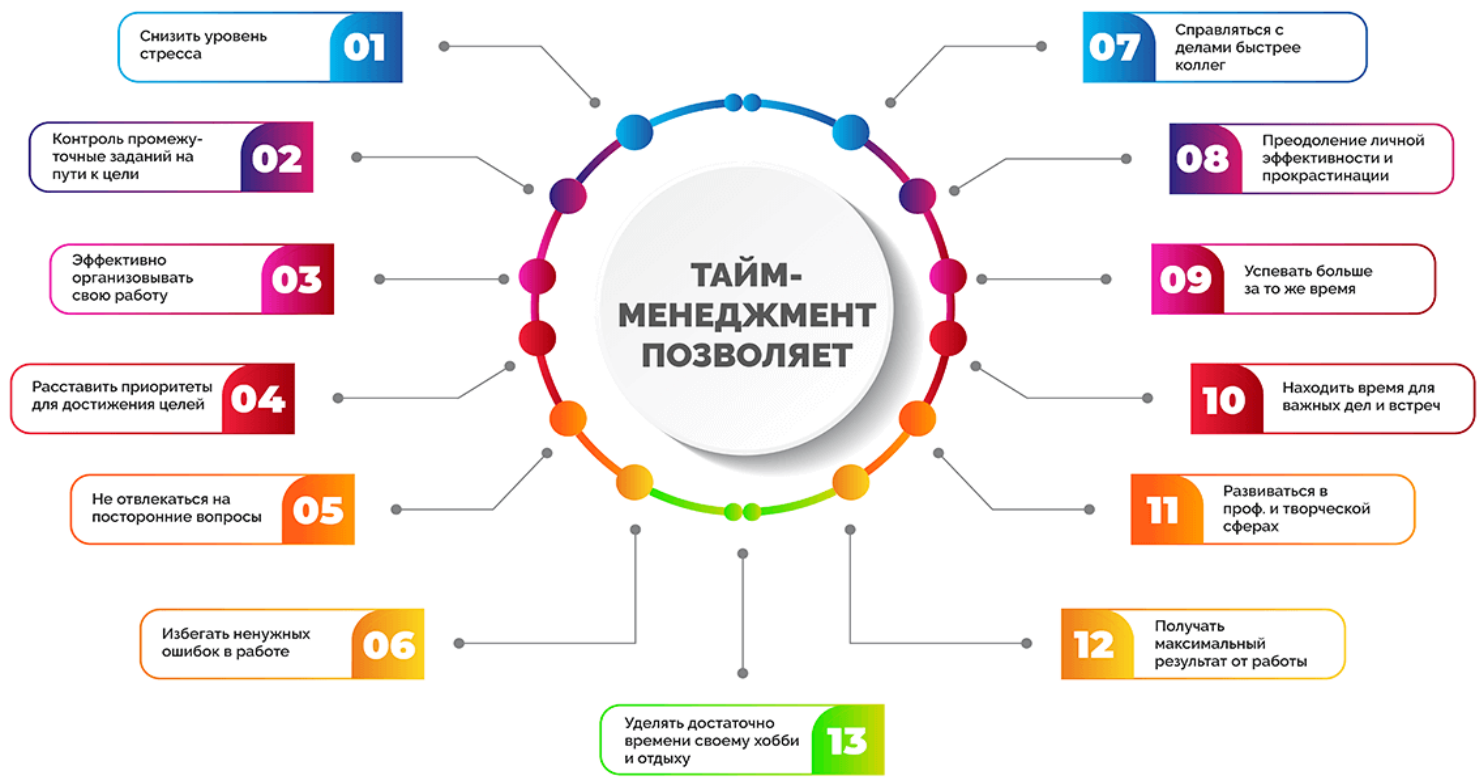 ТАЙМ-
МЕНЕДЖМЕНТ
ПОЗВОЛЯЕТ
Снизить уровень
стресса
01
Контроль промежу-
точные заданий на
пути к цели
02
Эффективно
организовывать
свою работу
03
Расставить приоритеты
для достижения целей
04
Не отвлекаться на
посторонние вопросы
05
Избегать ненужных
ошибок в работе
06
07
Справляться с
делами быстрее
коллег
08
Преодоление личной
эффективности и
прокрастинации
09
Успевать больше
за то же время
10
Находить время для
важных дел и встреч
11
Развиваться в
проф. и творческой
сферах
12
Получать
максимальный
результат от работы
Уделять достаточно
времени своему хобби
и отдыху
13